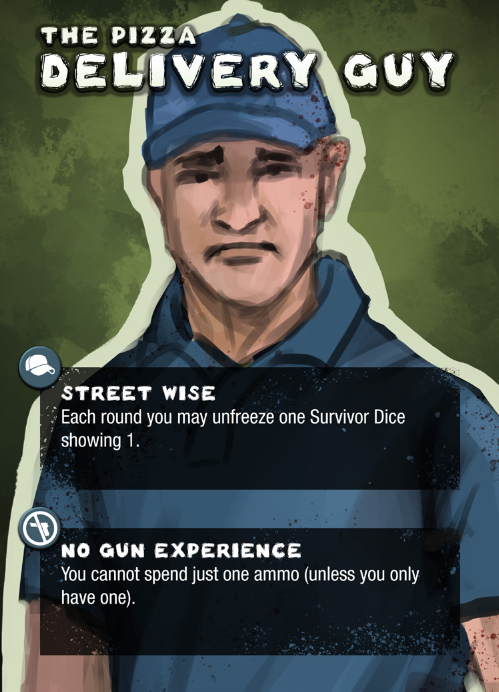 THE PIZZA
DELIVERY GUY
STREET WISE
Each round you may unfreeze one Survivor Dice
showing 1.
NO GUN EXPERIENCE
You cannot spend just one ammo (unless you only
have one).